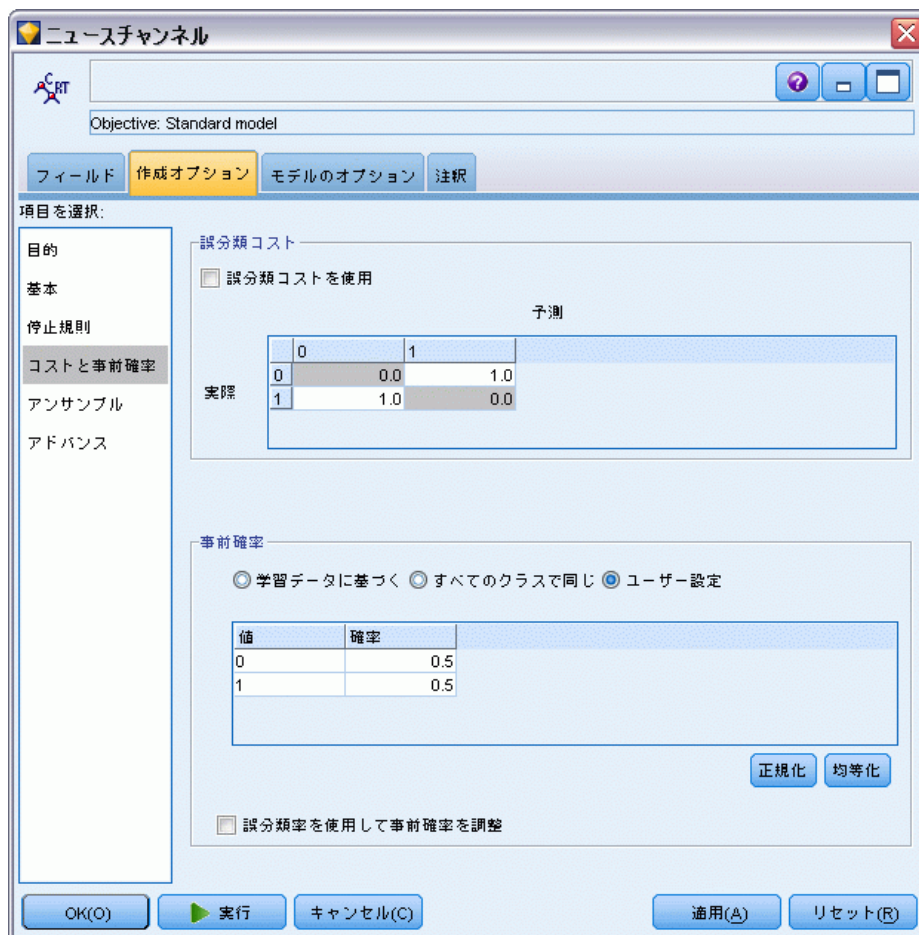 ニュースチャンネル
C RT
Objective: Standard model
フィールド 作成オプション モデルのオプション 注釈
項目を選択:
目的
基本
停止規則
コストと事前確率
アンサンブル
アドバンス
誤分類コスト
誤分類コストを使用
予測
0 1
実際
0 0.0 1.0
1 1.0 0.0
事前確率
学習データに基づく すべてのクラスで同じ ユーザー設定
値 確率
0 0.5
1 0.5
正規化 均等化
誤分類率を使用して事前確率を調整
OK(O) 実行 キャンセル(C) 適用(A) リセット(R)